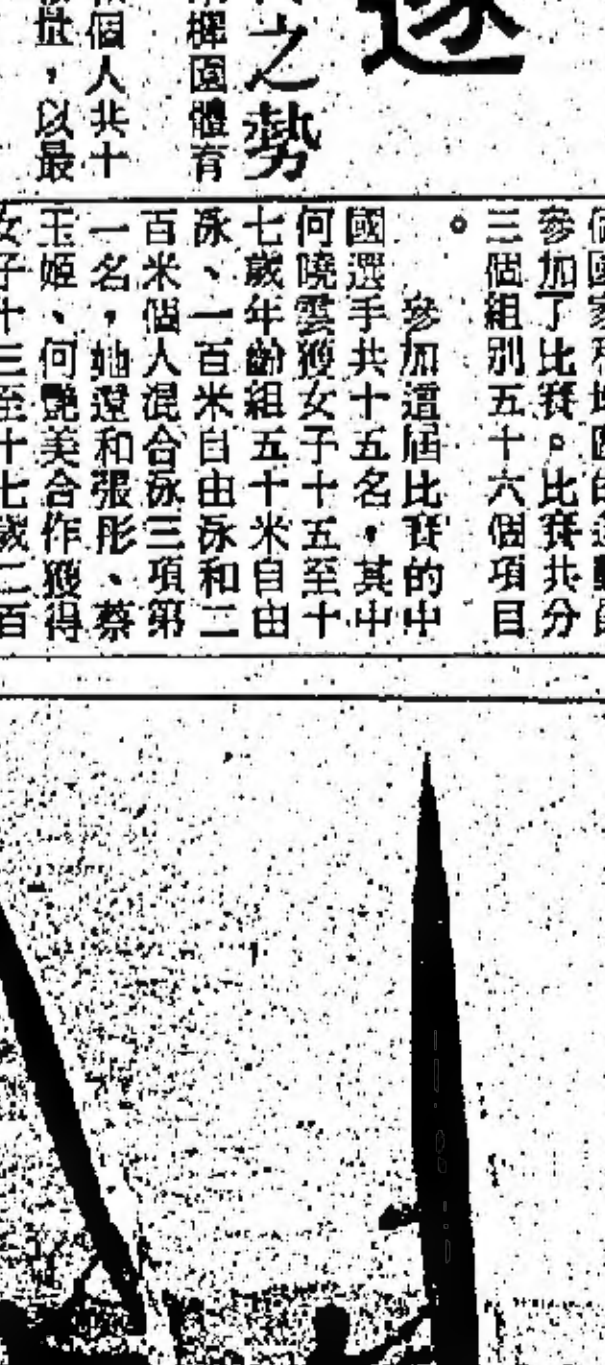 逐
之勢
揮園體育
個人共十
，以最
個國家和地區的運動員
參加了比賽。比賽共分
三個組別五十六個項目
。
參加這屆比賽的中
國選手共十五名，其中
何曉雲獲女子十五至十
七歲年齡組五十米自由
泳、一百米自由泳和二
百米個人混合泳三項第
一名，她還和張彤、蔡
玉姬、何艷美合作獲得
女子十三至十七歲二百